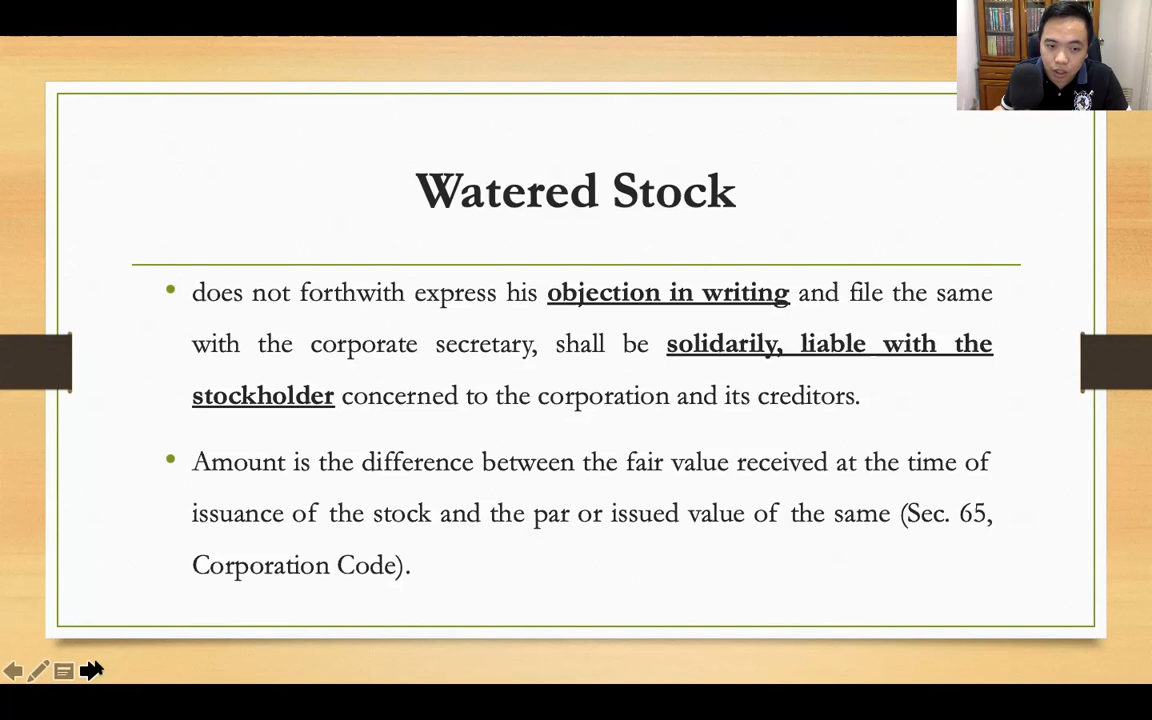 Watered Stock
• does not forthwith express his objection in writing and file the same
with the corporate secretary, shall be solidarily, liable with the
stockholder concerned to the corporation and its creditors.
• Amount is the difference between the fair value received at the time of
issuance of the stock and the par or issued value of the same (Sec. 65,
Corporation Code).